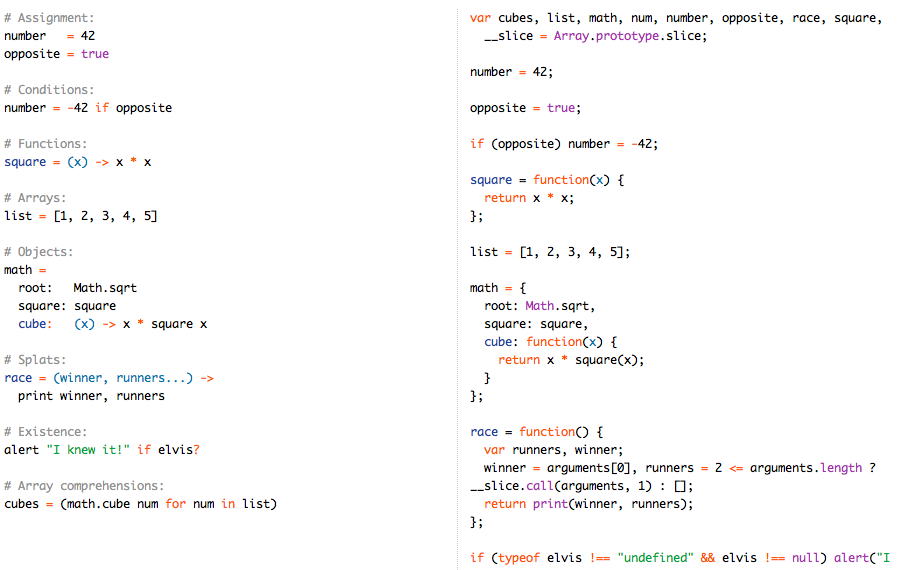 # Assignment:
number   = 42
opposite = true

# Conditions:
number = -42 if opposite

# Functions:
square = (x) -> x * x

# Arrays:
list = [1, 2, 3, 4, 5]

# Objects:
math =
  root:   Math.sqrt
  square: square
  cube:   (x) -> x * square x

# Splats:
race = (winner, runners...) ->
  print winner, runners

# Existence:
alert "I knew it!" if elvis?

# Array comprehensions:
cubes = (math.cube num for num in list)

var cubes, list, math, num, number, opposite, race, square,
  __slice = Array.prototype.slice;

number = 42;

opposite = true;

if (opposite) number = -42;

square = function(x) {
  return x * x;
};

list = [1, 2, 3, 4, 5];

math = {
  root: Math.sqrt,
  square: square,
  cube: function(x) {
    return x * square(x);
  }
};

race = function() {
  var runners, winner;
  winner = arguments[0], runners = 2 <= arguments.length ?
__slice.call(arguments, 1) : [];
  return print(winner, runners);
};

if (typeof elvis !== "undefined" && elvis !== null) alert("I